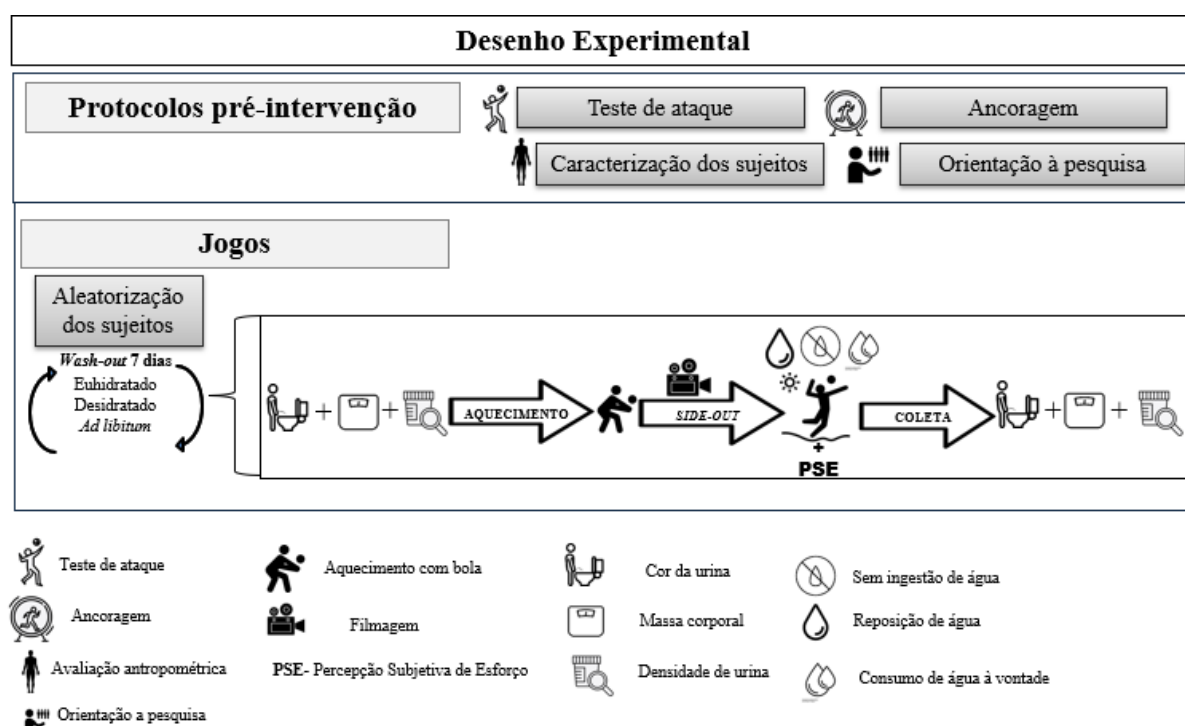 Desenho Experimental
Protocolos pré-intervenção
Teste de ataque
Ancoragem
Caracterização dos sujeitos
Orientação à pesquisa
Jogos
Aleatorização
dos sujeitos
Wash-out 7 dias
Euhidratado
Desidratado
Ad libitum
+
+
AQUECIMENTO
SIDE-OUT
+
PSE
COLETA
+
+
Teste de ataque
Aquecimento com bola
Cor da urina
Sem ingestão de água
Ancoragem
Filmagem
Massa corporal
Reposição de água
Avaliação antropométrica
PSE- Percepção Subjetiva de Esforço
Densidade de urina
Consumo de água à vontade
Orientação a pesquisa